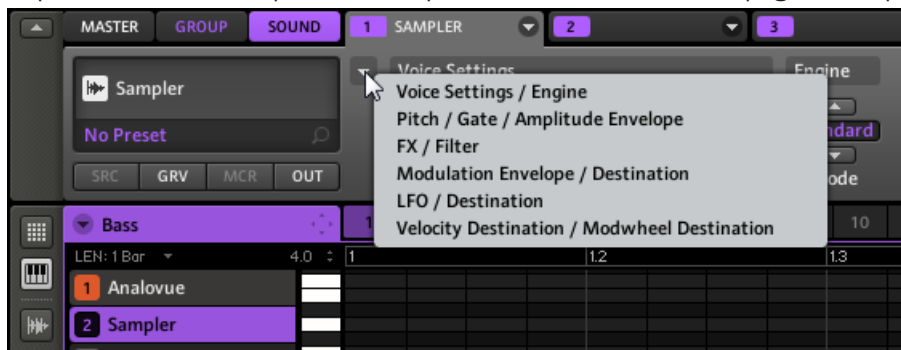 MASTER GROUP SOUND 1 SAMPLER 2 3
Sampler
Voice Settings Engine
Voice Settings / Engine
Pitch / Gate / Amplitude Envelope
No Preset
FX / Filter
SRC GRV MCR OUT
Modulation Envelope / Destination
LFO / Destination
Velocity Destination / Modwheel Destination
Bass 1 10
LEN: 1 Bar 4.0 1 1.2 1.3
1 Analovue
2 Sampler